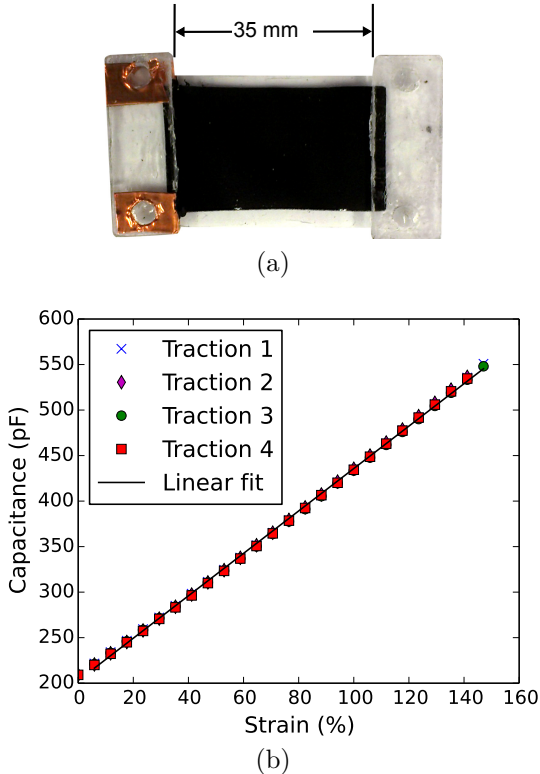 35 mm
(a)
600
550
500
450
400
350
300
250
200
Capacitance (pF)
Traction 1
Traction 2
Traction 3
Traction 4
Linear fit
0 20 40 60 80 100 120 140 160
Strain (%)
(b)